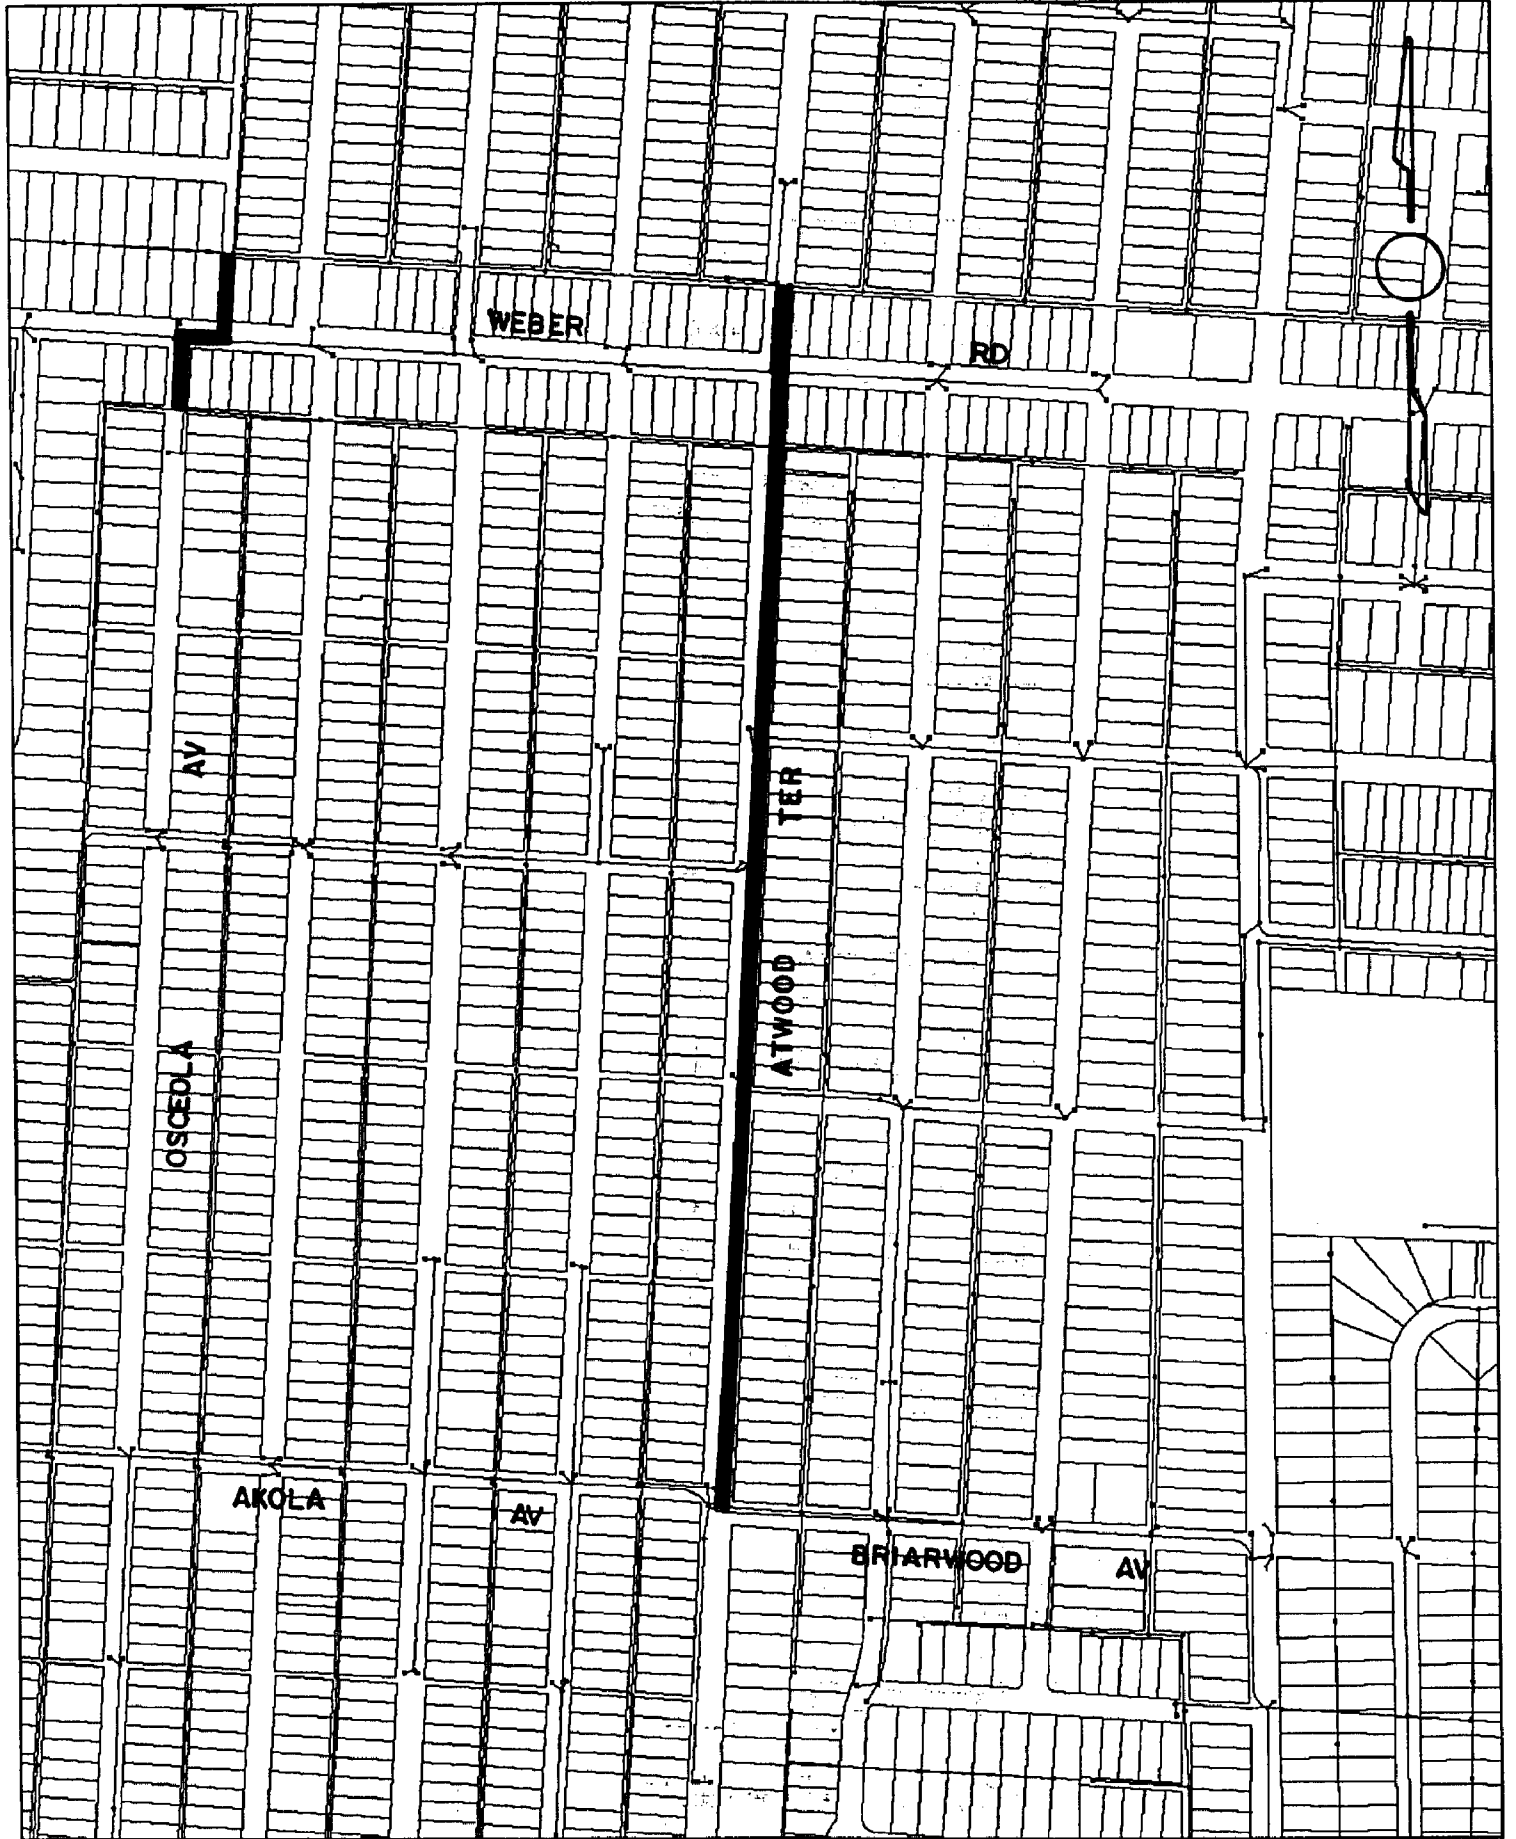 WEBER RD
AV
TER
ATWOOD
OSCEOLA
AKOLA AV
BRIARWOOD AV